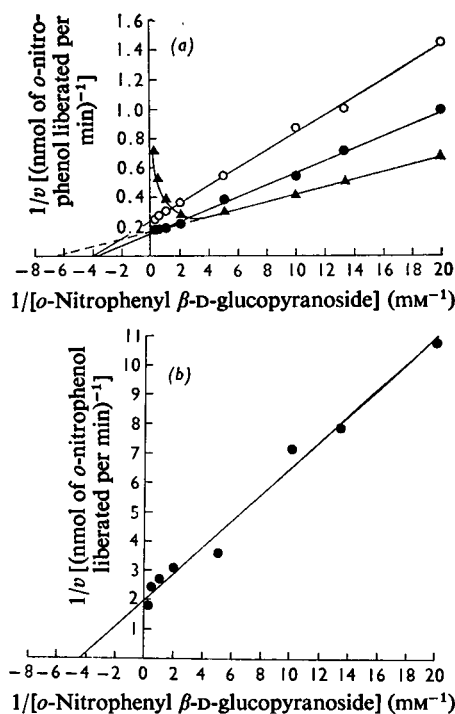 1/v [(nmol of o-nitro-
phenol liberated per
min)⁻¹]
(a)
1.6
1.4
1.2
1.0
0.8
0.6
0.4
0.2
−8 −6 −4 −2 0 2 4 6 8 10 12 14 16 18 20
1/[o-Nitrophenyl β-D-glucopyranoside] (mM⁻¹)
1/v [(nmol of o-nitrophenol
liberated per min)⁻¹]
(b)
11
10
9
8
7
6
5
4
3
2
1
−8 −6 −4 −2 0 2 4 6 8 10 12 14 16 18 20
1/[o-Nitrophenyl β-D-glucopyranoside] (mM⁻¹)